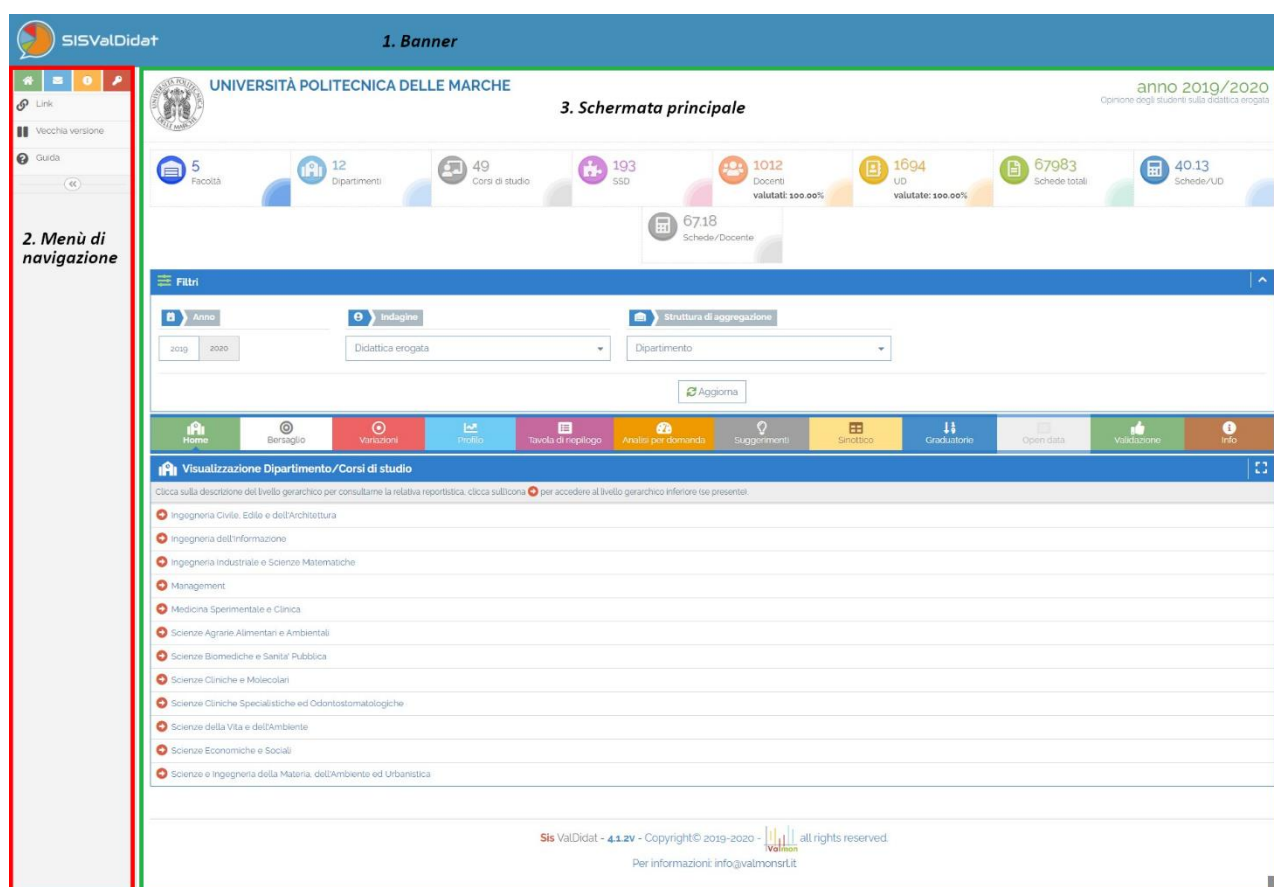 SISValDidat
1. Banner
Link
Vecchia versione
Guida
2. Menù di
navigazione
UNIVERSITÀ POLITECNICA DELLE MARCHE
3. Schermata principale
anno 2019/2020
Opinione degli studenti sulla didattica erogata
5
Facoltà
12
Dipartimenti
49
Corsi di studio
193
SSD
1012
Docenti
valutati: 100.00%
1694
UD
valutate: 100.00%
67983
Schede totali
40.13
Schede/UD
67.18
Schede/Docente
Filtri
Anno
Indagine
Struttura di aggregazione
2019 2020
Didattica erogata
Dipartimento
Aggiorna
Home
Bersaglio
Variazioni
Profilo
Tavola di riepilogo
Analisi per domanda
Suggerimenti
Sinottico
Graduatorie
Open data
Validazione
Info
Visualizzazione Dipartimento/Corsi di studio
Clicca sulla descrizione del livello gerarchico per consultarne la relativa reportistica, clicca sull'icona per accedere al livello gerarchico inferiore (se presente).
Ingegneria Civile, Edile e dell'Architettura
Ingegneria dell'Informazione
Ingegneria Industriale e Scienze Matematiche
Management
Medicina Sperimentale e Clinica
Scienze Agrarie,Alimentari e Ambientali
Scienze Biomediche e Sanita' Pubblica
Scienze Cliniche e Molecolari
Scienze Cliniche Specialistiche ed Odontostomatologiche
Scienze della Vita e dell'Ambiente
Scienze Economiche e Sociali
Scienze e Ingegneria della Materia, dell'Ambiente ed Urbanistica
Sis ValDidat - 4.1.2v - Copyright© 2019-2020 - Valmon all rights reserved.
Per informazioni: info@valmonsrl.it